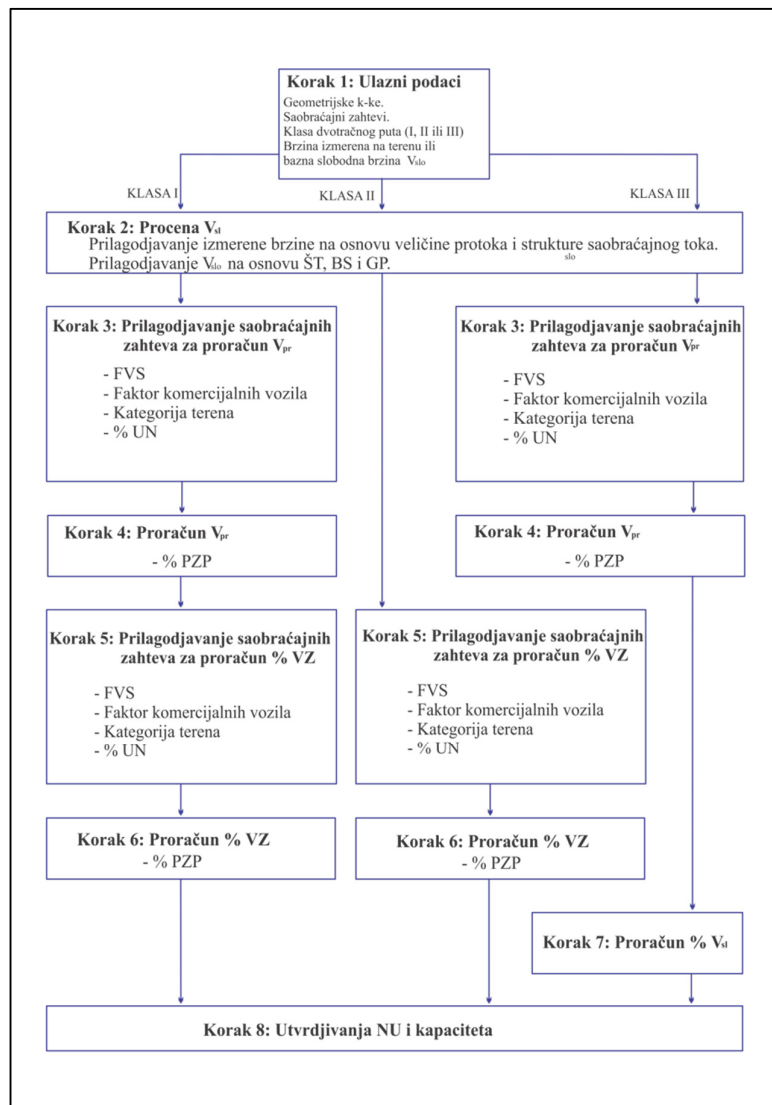 Korak 1: Ulazni podaci
Geometrijske k-ke.
Saobraćajni zahtevi.
Klasa dvotračnog puta (I, II ili III)
Brzina izmerena na terenu ili
bazna slobodna brzina Vslo
KLASA I
KLASA II
KLASA III
Korak 2: Procena Vsl
Prilagodjavanje izmerene brzine na osnovu veličine protoka i strukture saobraćajnog toka.
slo
Prilagodjavanje Vslo na osnovu ŠT, BS i GP.
Korak 3: Prilagodjavanje saobraćajnih
zahteva za proračun Vpr
- FVS
- Faktor komercijalnih vozila
- Kategorija terena
- % UN
Korak 3: Prilagodjavanje saobraćajnih
zahteva za proračun Vpr
- FVS
- Faktor komercijalnih vozila
- Kategorija terena
- % UN
Korak 4: Proračun Vpr
- % PZP
Korak 4: Proračun Vpr
- % PZP
Korak 5: Prilagodjavanje saobraćajnih
zahteva za proračun % VZ
- FVS
- Faktor komercijalnih vozila
- Kategorija terena
- % UN
Korak 5: Prilagodjavanje saobraćajnih
zahteva za proračun % VZ
- FVS
- Faktor komercijalnih vozila
- Kategorija terena
- % UN
Korak 6: Proračun % VZ
- % PZP
Korak 6: Proračun % VZ
- % PZP
Korak 7: Proračun % Vsl
Korak 8: Utvrdjivanja NU i kapaciteta